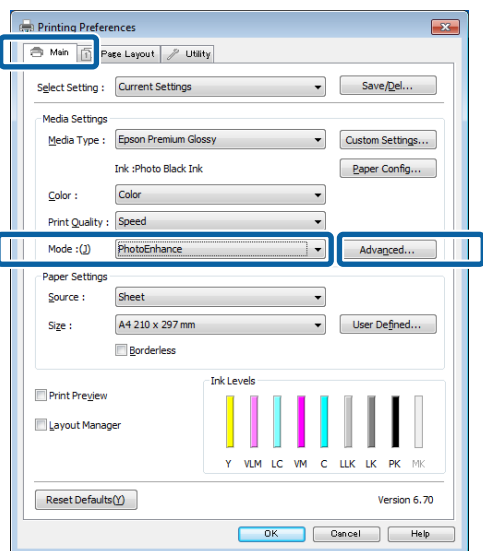 Printing Preferences
Main Page Layout Utility
Select Setting : Current Settings Save/Del...
Media Settings
Media Type : Epson Premium Glossy Custom Settings...
Ink :Photo Black Ink Paper Config...
Color : Color
Print Quality : Speed
Mode :(J) PhotoEnhance Advanced...
Paper Settings
Source : Sheet
Size : A4 210 x 297 mm User Defined...
Borderless
Ink Levels
Print Preview
Layout Manager
Y VLM LC VM C LLK LK PK MK
Reset Defaults(Y) Version 6.70
OK Cancel Help